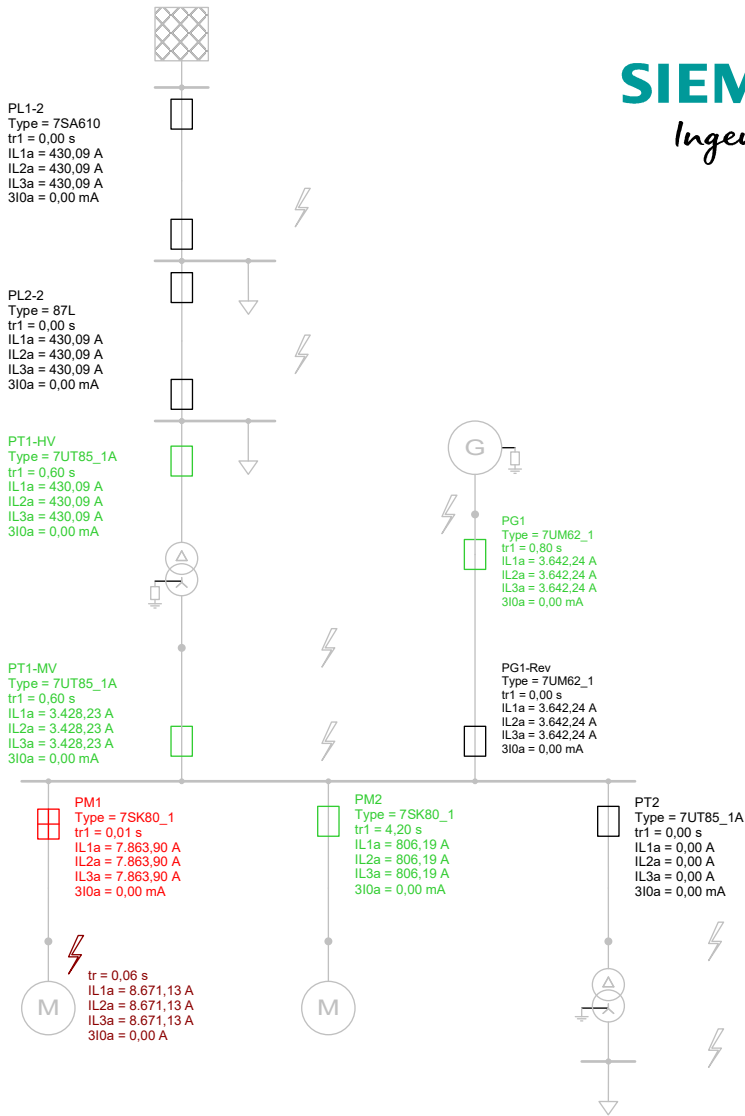 SIEM
Ingeu
PL1-2
Type = 7SA610
tr1 = 0,00 s
IL1a = 430,09 A
IL2a = 430,09 A
IL3a = 430,09 A
3I0a = 0,00 mA
PL2-2
Type = 87L
tr1 = 0,00 s
IL1a = 430,09 A
IL2a = 430,09 A
IL3a = 430,09 A
3I0a = 0,00 mA
PT1-HV
Type = 7UT85_1A
tr1 = 0,60 s
IL1a = 430,09 A
IL2a = 430,09 A
IL3a = 430,09 A
3I0a = 0,00 mA
G
PG1
Type = 7UM62_1
tr1 = 0,80 s
IL1a = 3.642,24 A
IL2a = 3.642,24 A
IL3a = 3.642,24 A
3I0a = 0,00 mA
PT1-MV
Type = 7UT85_1A
tr1 = 0,60 s
IL1a = 3.428,23 A
IL2a = 3.428,23 A
IL3a = 3.428,23 A
3I0a = 0,00 mA
PG1-Rev
Type = 7UM62_1
tr1 = 0,00 s
IL1a = 3.642,24 A
IL2a = 3.642,24 A
IL3a = 3.642,24 A
3I0a = 0,00 mA
PM1
Type = 7SK80_1
tr1 = 0,01 s
IL1a = 7.863,90 A
IL2a = 7.863,90 A
IL3a = 7.863,90 A
3I0a = 0,00 mA
PM2
Type = 7SK80_1
tr1 = 4,20 s
IL1a = 806,19 A
IL2a = 806,19 A
IL3a = 806,19 A
3I0a = 0,00 mA
PT2
Type = 7UT85_1A
tr1 = 0,00 s
IL1a = 0,00 A
IL2a = 0,00 A
IL3a = 0,00 A
3I0a = 0,00 mA
M
tr = 0,06 s
IL1a = 8.671,13 A
IL2a = 8.671,13 A
IL3a = 8.671,13 A
3I0a = 0,00 A
M